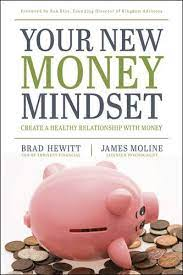 Foreword by Ron Blue, Founding Director of Kingdom Advisors
YOUR NEW
MONEY
MINDSET
CREATE A HEALTHY RELATIONSHIP WITH MONEY
BRAD HEWITT
CEO OF THRIVENT FINANCIAL
JAMES MOLINE
LICENSED PSYCHOLOGIST